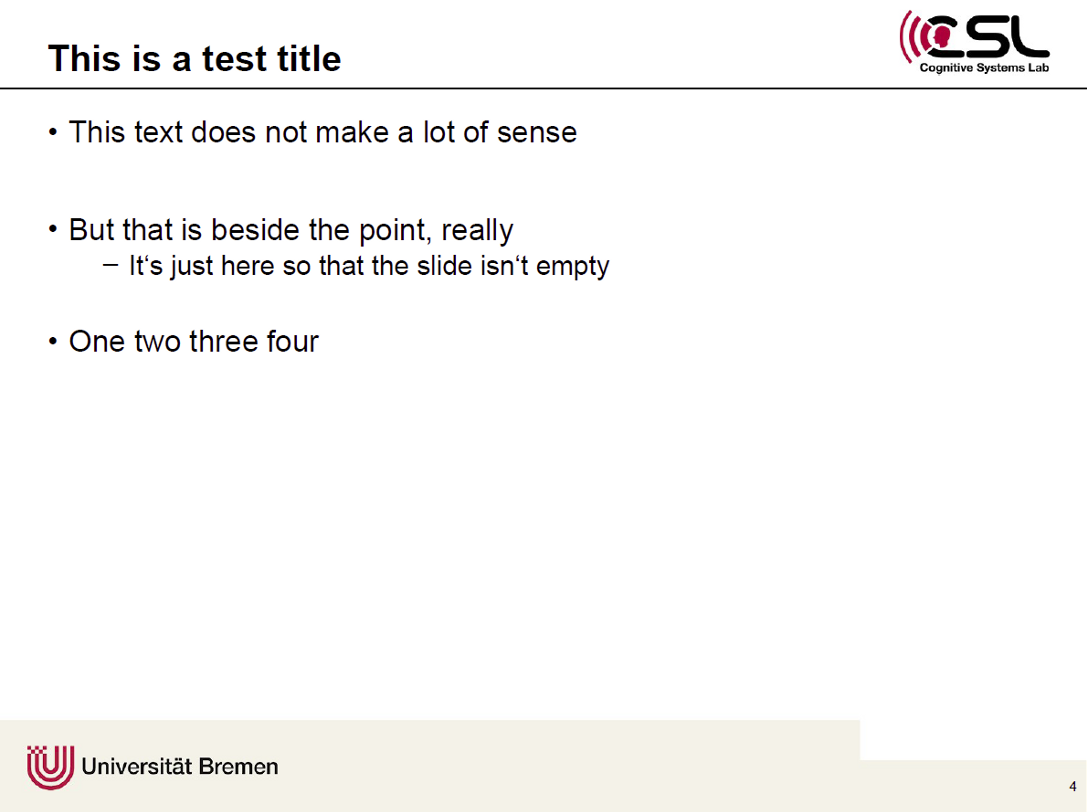 This is a test title
CSL
Cognitive Systems Lab
• This text does not make a lot of sense
• But that is beside the point, really
– It‘s just here so that the slide isn‘t empty
• One two three four
Universität Bremen
4